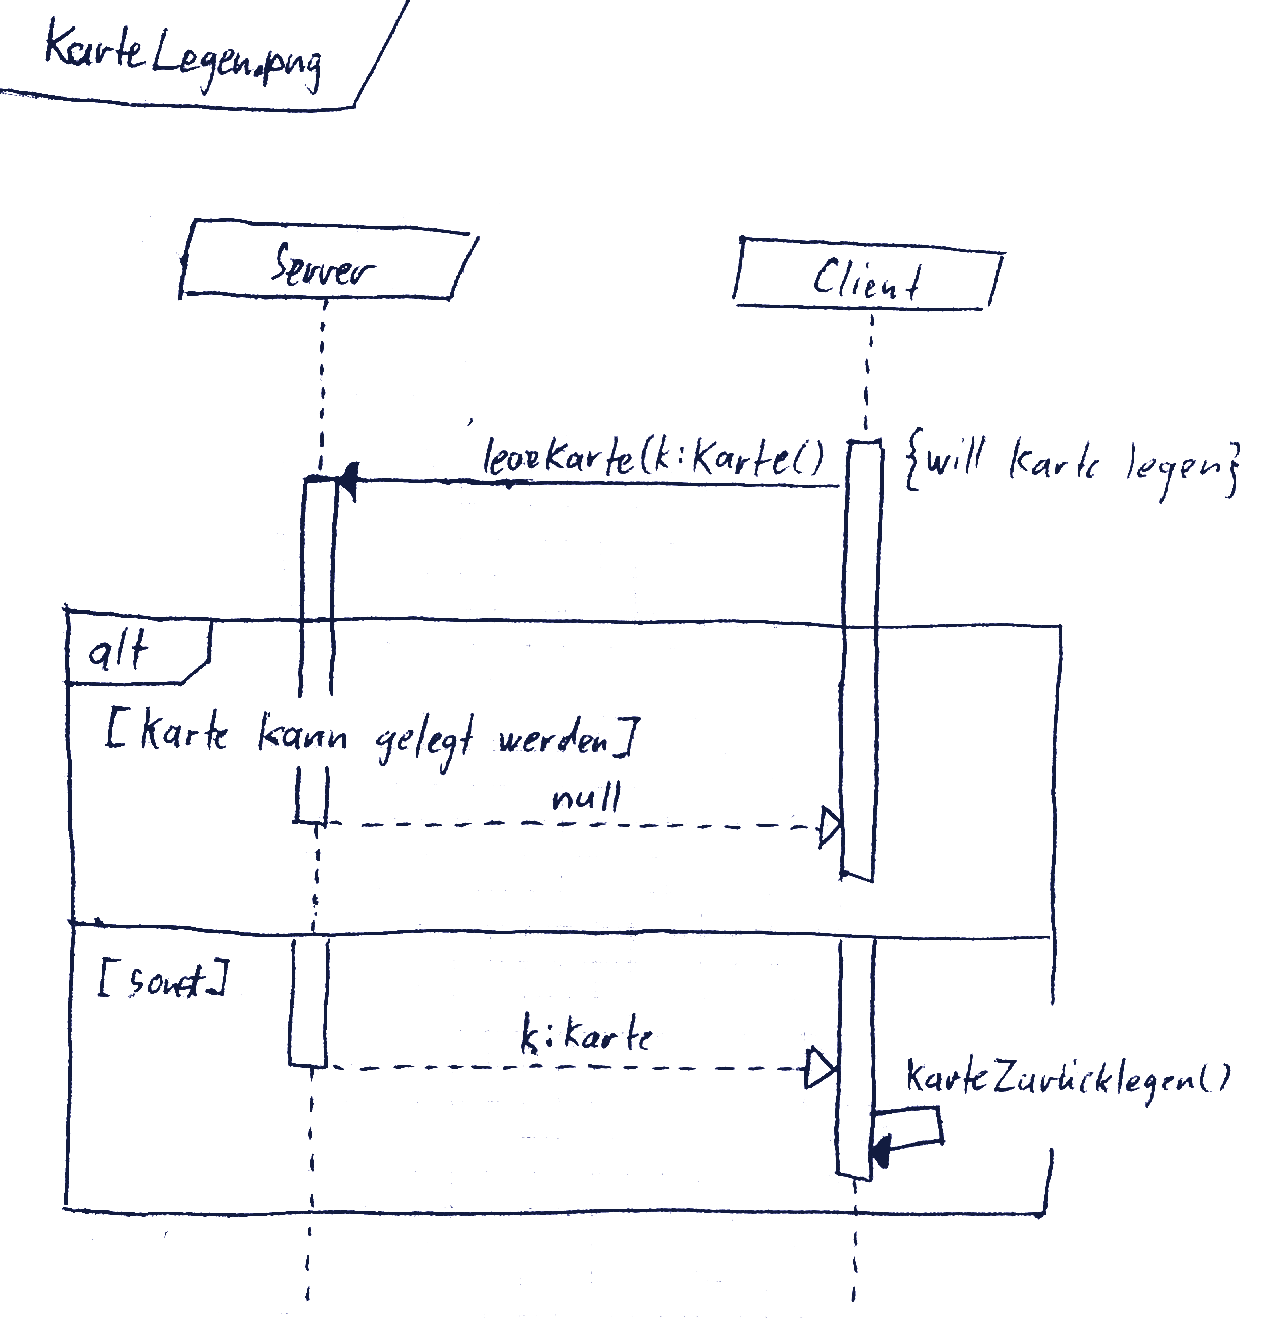 KarteLegen.png
Server
Client
legeKarte(k:Karte()
{will Karte legen}
alt
[Karte kann gelegt werden]
null
[sonst]
k:Karte
KarteZurücklegen()